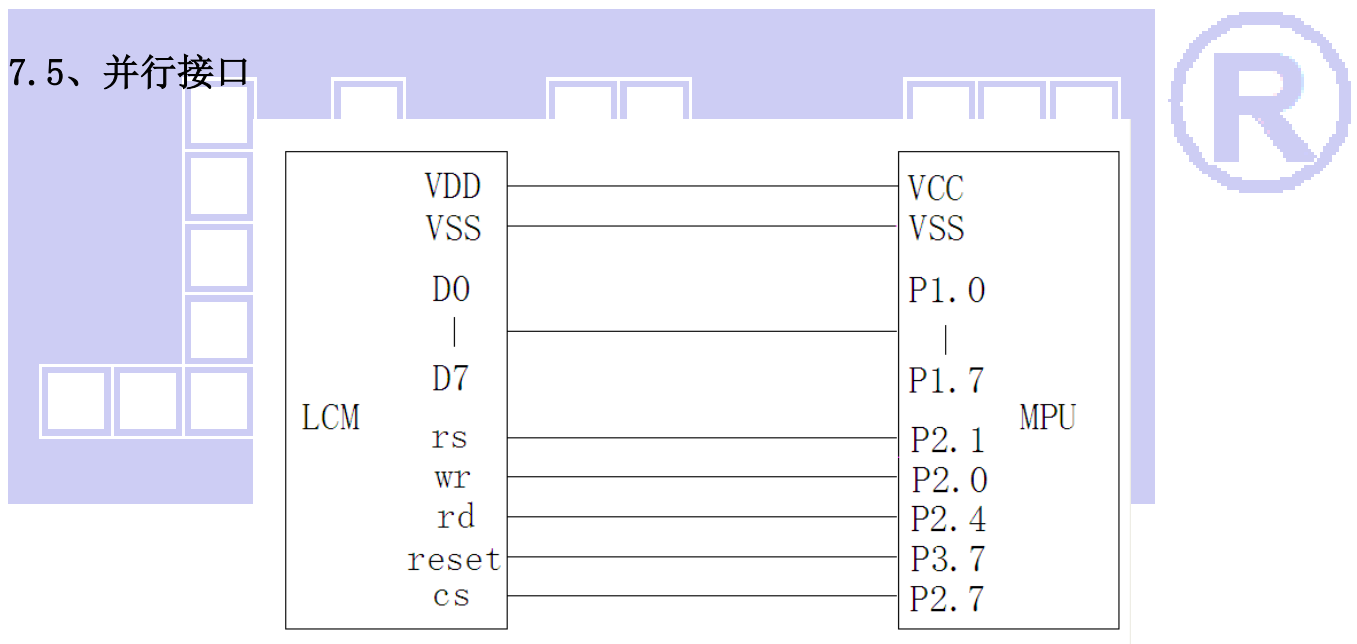 7.5、并行接口
R
VDD VCC
VSS VSS
D0 P1.0
D7 P1.7
LCM MPU
rs P2.1
wr P2.0
rd P2.4
reset P3.7
cs P2.7